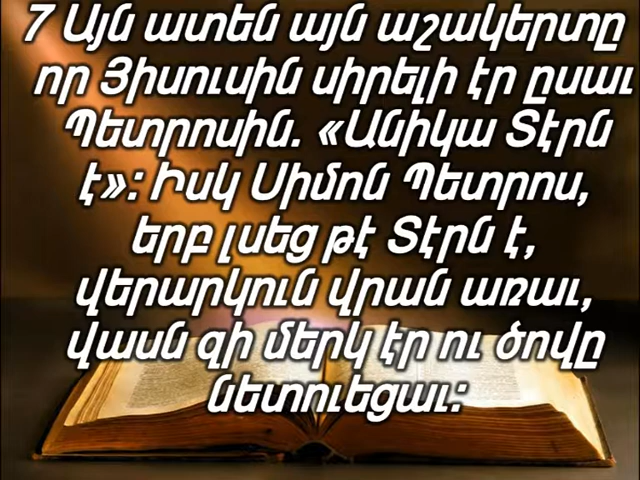 7 Այն ատեն այն աշակերտը
որ Յիսուսին սիրելի էր ըսաւ
Պետրոսին. «Անիկա Տէրն
է»: Իսկ Սիմոն Պետրոս,
երբ լսեց թէ Տէրն է,
վերարկուն վրան առաւ,
վասն զի մերկ էր ու ծովը
նետուեցաւ: